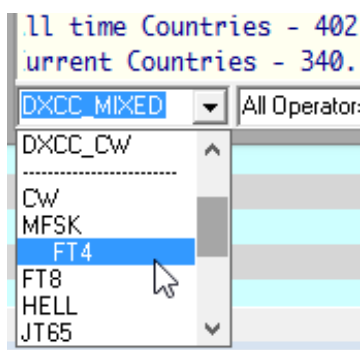 ll time Countries - 402
urrent Countries - 340.
DXCC_MIXED All Operator
DXCC_CW
------------------------
CW
MFSK
FT4
FT8
HELL
JT65